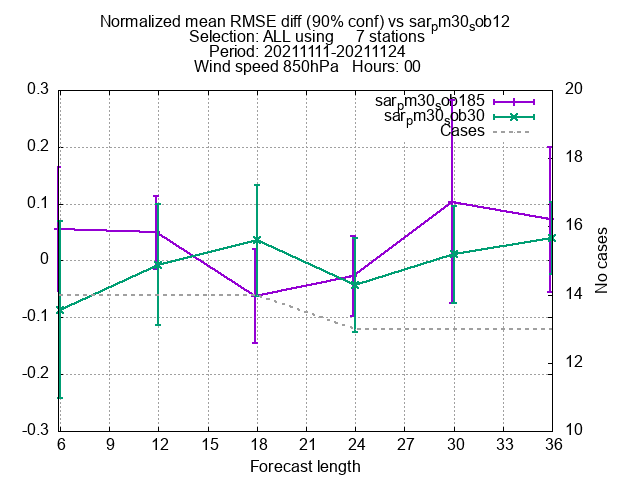 Normalized mean RMSE diff (90% conf) vs sar_pm30_sob12
Selection: ALL using     7 stations
Period: 20211111-20211124
Wind speed 850hPa   Hours: 00
0.3
0.2
0.1
0
-0.1
-0.2
-0.3
20
18
16
14
12
10
No cases
sar_pm30_sob185
sar_pm30_sob30
Cases
6 9 12 15 18 21 24 27 30 33 36
Forecast length